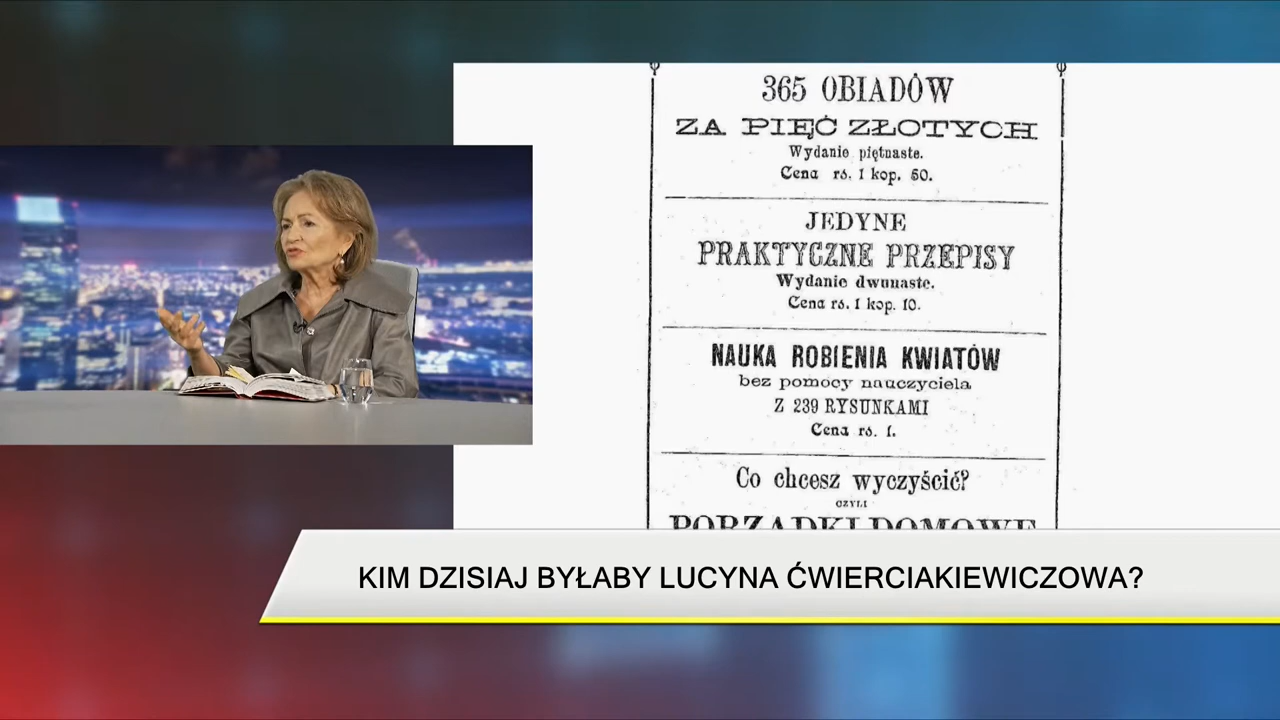 365 OBIADÓW
ZA PIĘĆ ZŁOTYCH
Wydanie piętnaste.
Cena rs. 1 kop. 50.
JEDYNE
PRAKTYCZNE PRZEPISY
Wydanie dwunaste.
Cena rs. 1 kop. 10.
NAUKA ROBIENIA KWIATÓW
bez pomocy nauczyciela
Z 239 RYSUNKAMI
Cena rs. 1.
Co chcesz wyczyścić?
CZYLI
PORZĄDKI DOMOWE
KIM DZISIAJ BYŁABY LUCYNA ĆWIERCIAKIEWICZOWA?